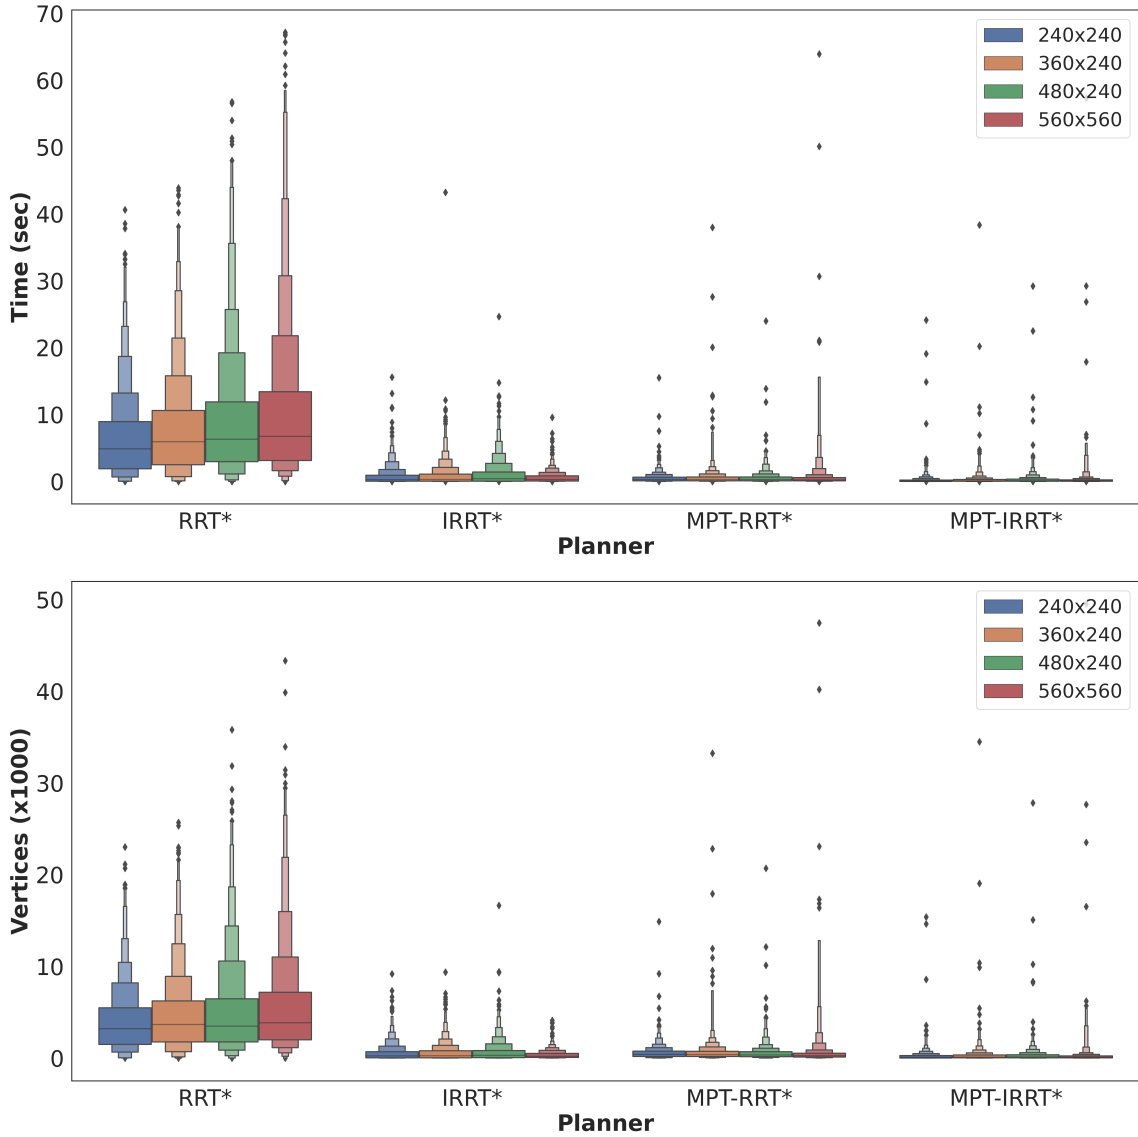 70
60
50
40
30
20
10
0
Time (sec)
240x240
360x240
480x240
560x560
RRT*
IRRT*
MPT-RRT*
MPT-IRRT*
Planner
50
40
30
20
10
0
Vertices (x1000)
240x240
360x240
480x240
560x560
RRT*
IRRT*
MPT-RRT*
MPT-IRRT*
Planner